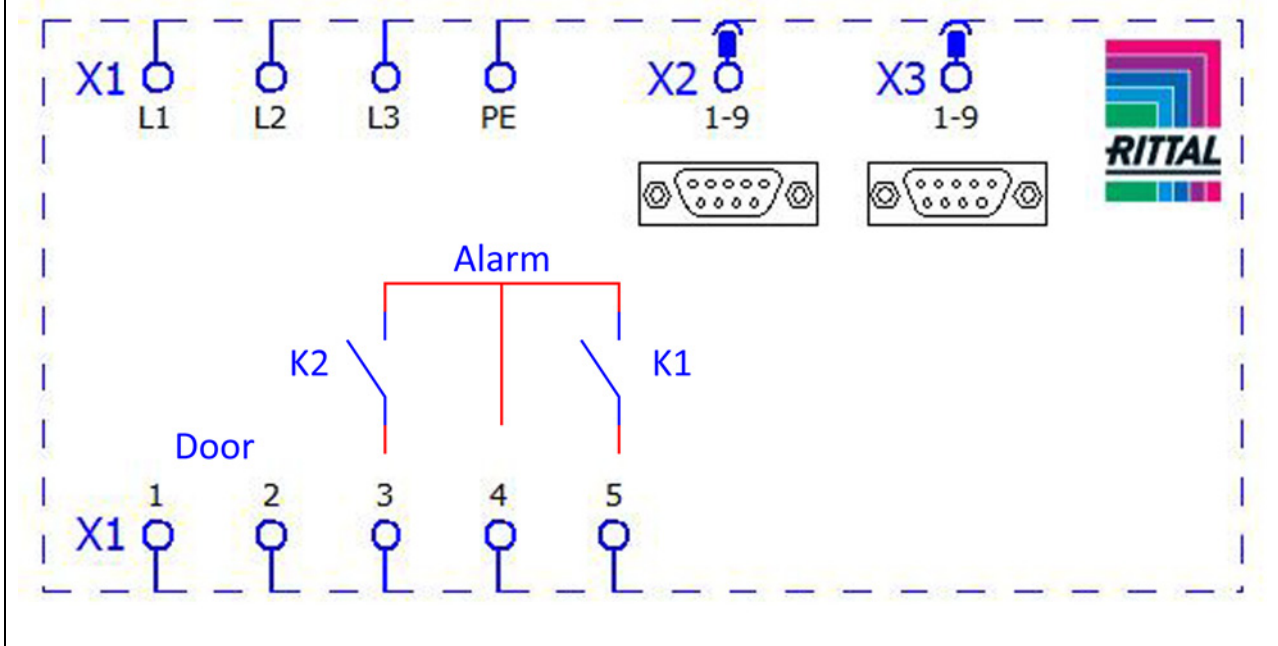 X1
L1 L2 L3 PE
X2
1-9
X3
1-9
RITTAL
Alarm
K2
K1
Door
1 2 3 4 5
X1